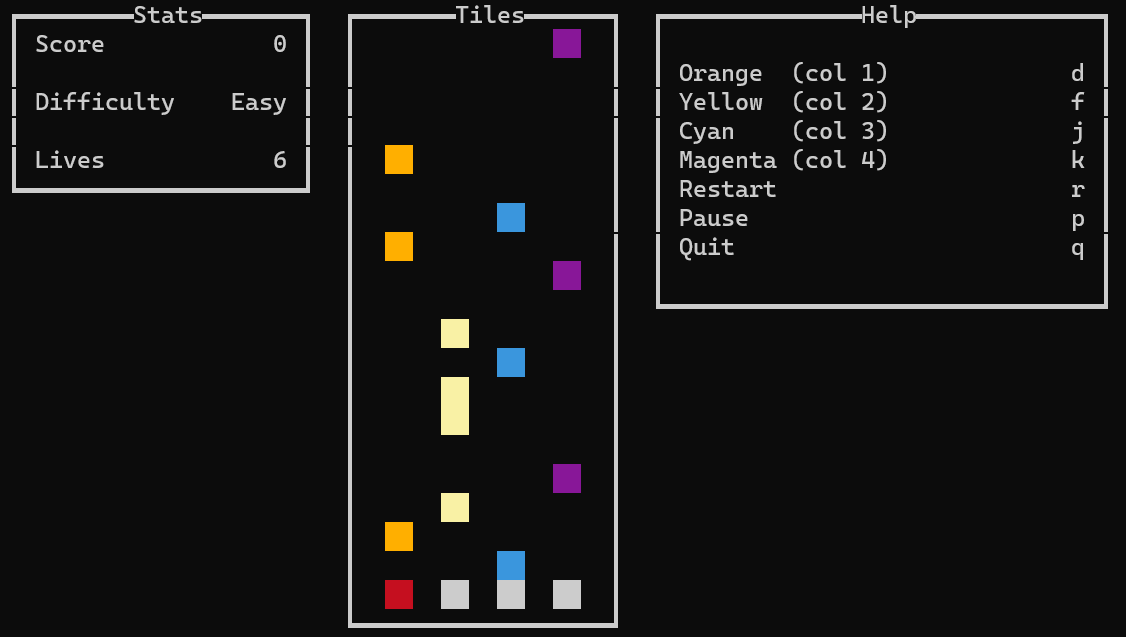 Stats
Score 0
Difficulty Easy
Lives 6
Tiles
Help
Orange (col 1) d
Yellow (col 2) f
Cyan (col 3) j
Magenta (col 4) k
Restart r
Pause p
Quit q